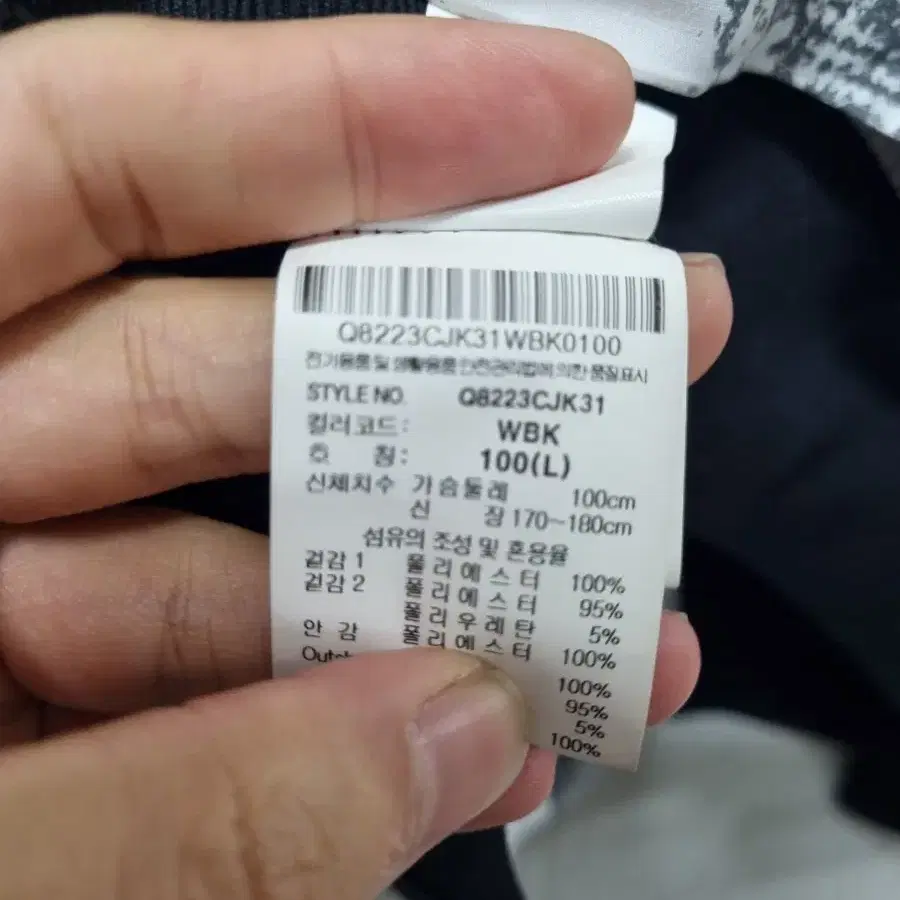 Q8223CJK31WBK0100
전기용품 및 생활용품 안전관리법에 의한 품질표시
STYLE NO. Q8223CJK31
컬러코드: WBK
호 칭: 100(L)
신체치수 가슴둘레 100cm
신 장 170~180cm
섬유의 조성 및 혼용율
겉감 1 폴리에스터 100%
겉감 2 폴리에스터 95%
폴리우레탄 5%
안 감 폴리에스터 100%
100%
95%
5%
100%